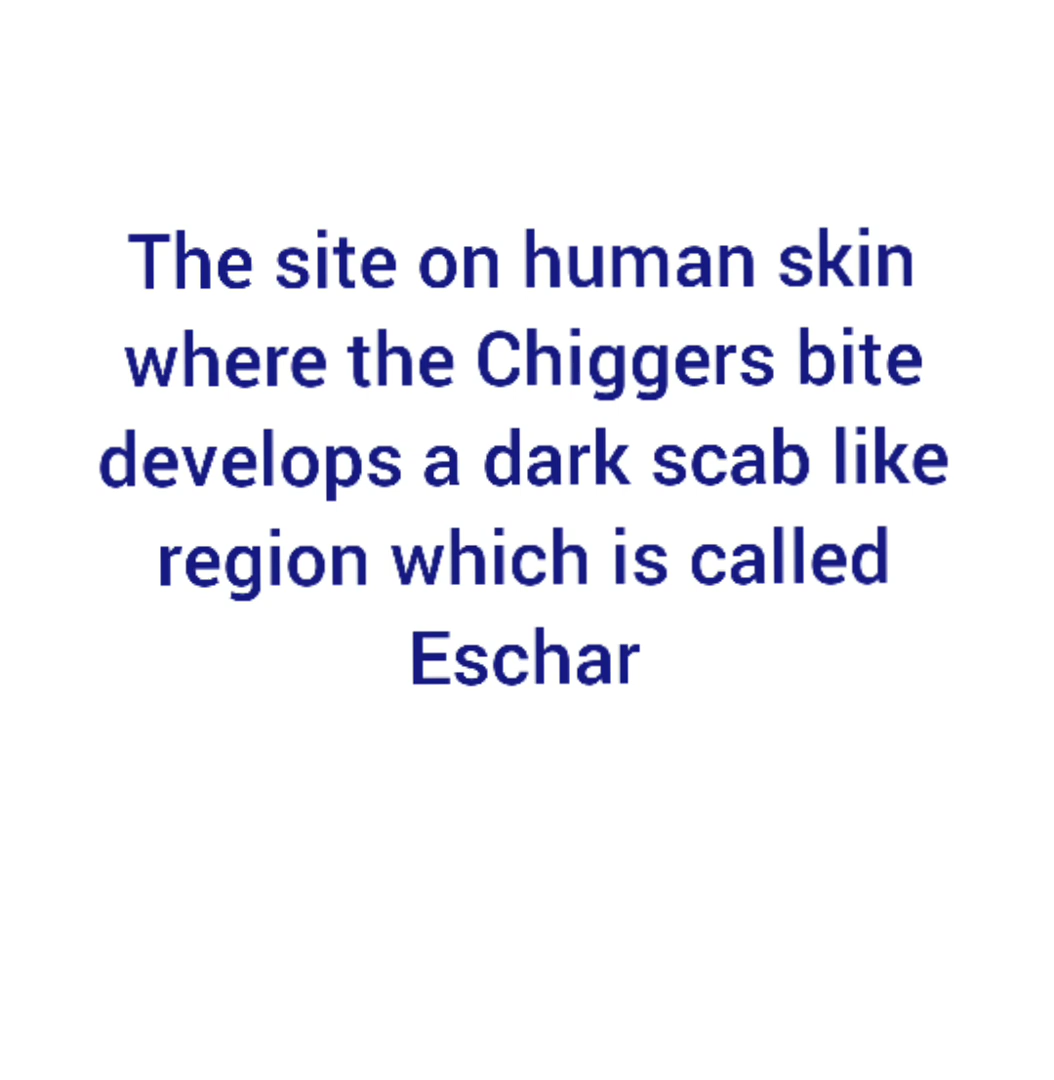 The site on human skin
where the Chiggers bite
develops a dark scab like
region which is called
Eschar